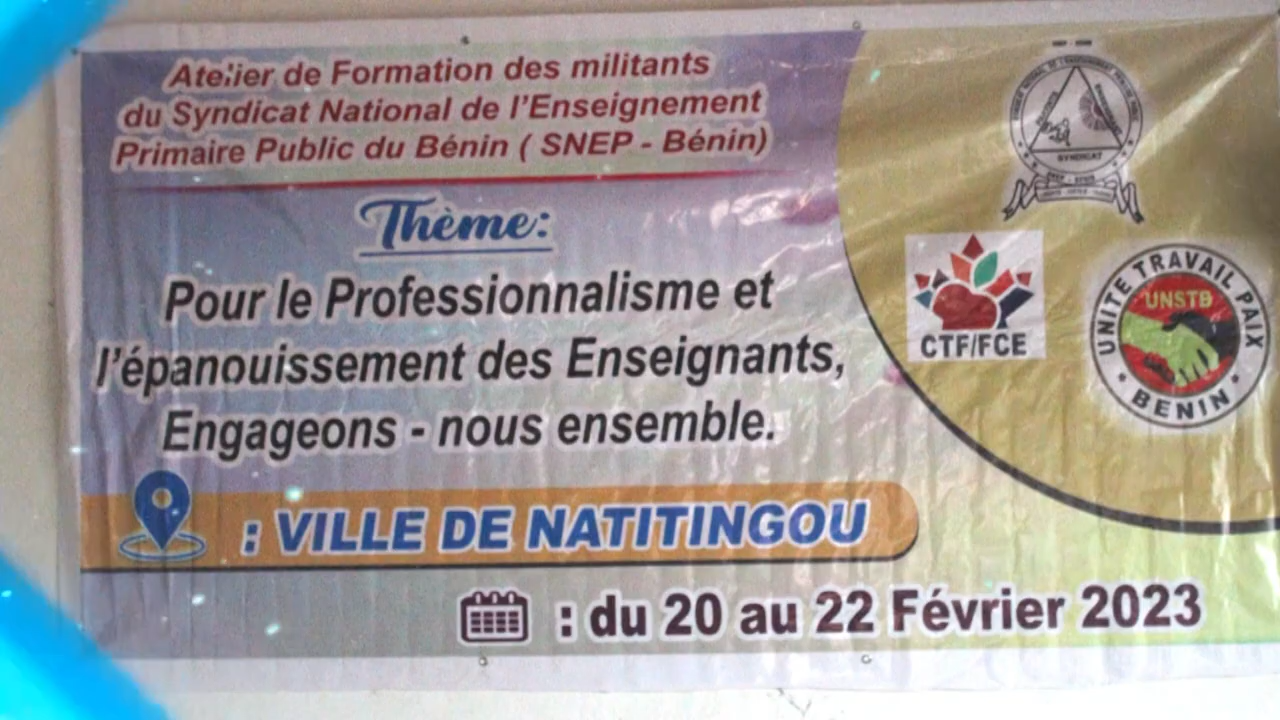 Atelier de Formation des militants
du Syndicat National de l'Enseignement
Primaire Public du Bénin ( SNEP - Bénin)
Thème:
Pour le Professionnalisme et
l'épanouissement des Enseignants,
Engageons - nous ensemble.
: VILLE DE NATITINGOU
: du 20 au 22 Février 2023
SYNDICAT
CTF/FCE
UNITE TRAVAIL PAIX
UNSTB
BENIN